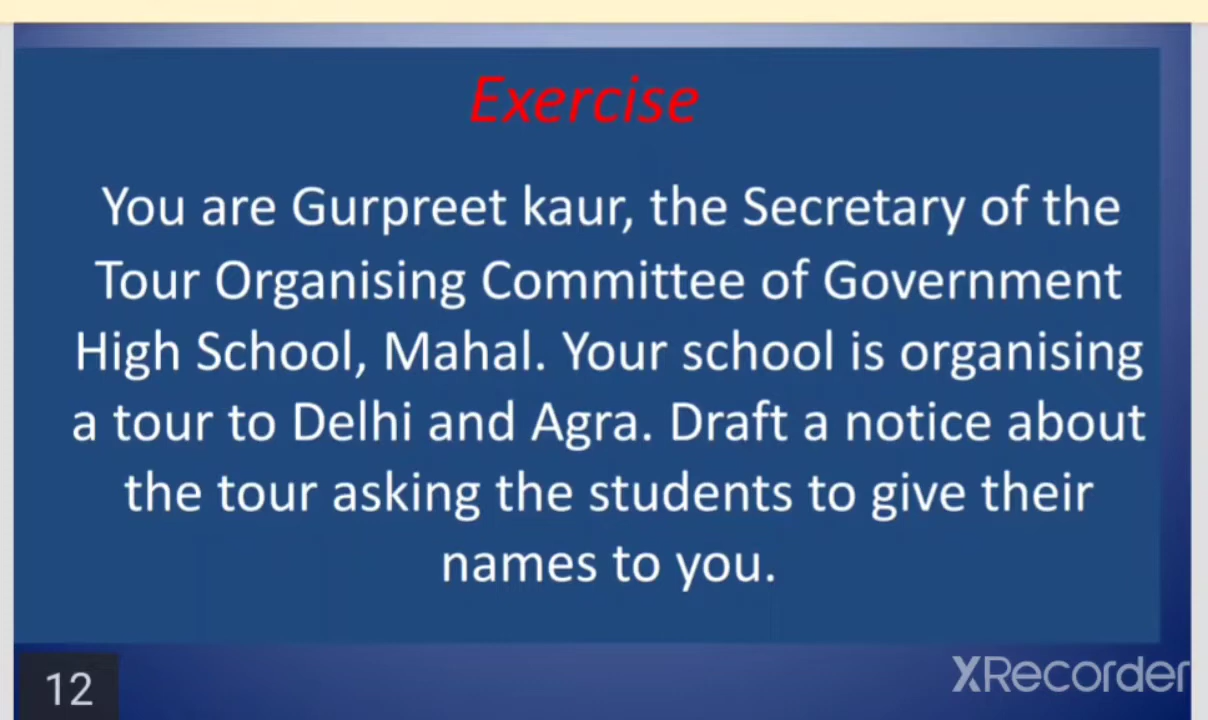 Exercise
You are Gurpreet kaur, the Secretary of the
Tour Organising Committee of Government
High School, Mahal. Your school is organising
a tour to Delhi and Agra. Draft a notice about
the tour asking the students to give their
names to you.
12
XRecorder